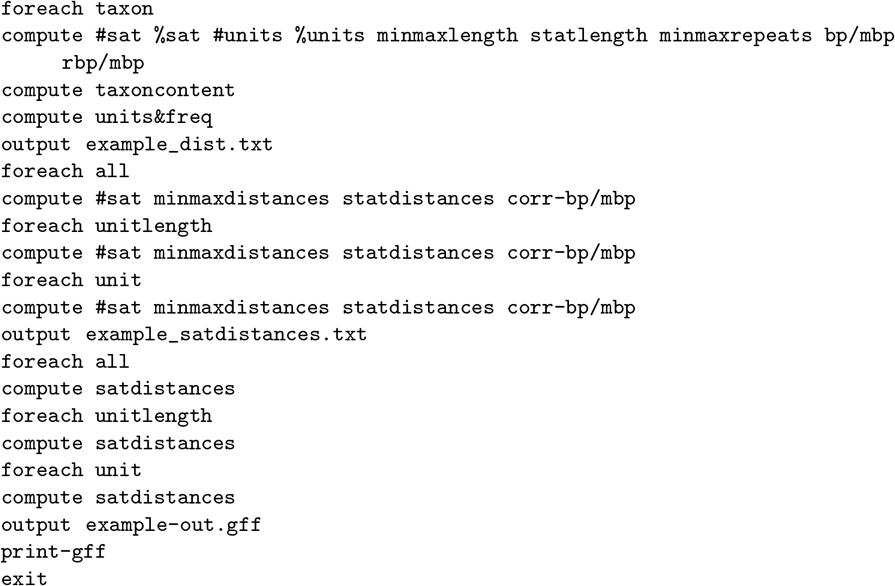 foreach taxon
compute #sat %sat #units %units minmaxlength statlength minmaxrepeats bp/mbp
rbp/mbp
compute taxoncontent
compute units&freq
output example_dist.txt
foreach all
compute #sat minmaxdistances statdistances corr-bp/mbp
foreach unitlength
compute #sat minmaxdistances statdistances corr-bp/mbp
foreach unit
compute #sat minmaxdistances statdistances corr-bp/mbp
output example_satdistances.txt
foreach all
compute satdistances
foreach unitlength
compute satdistances
foreach unit
compute satdistances
output example-out.gff
print-gff
exit